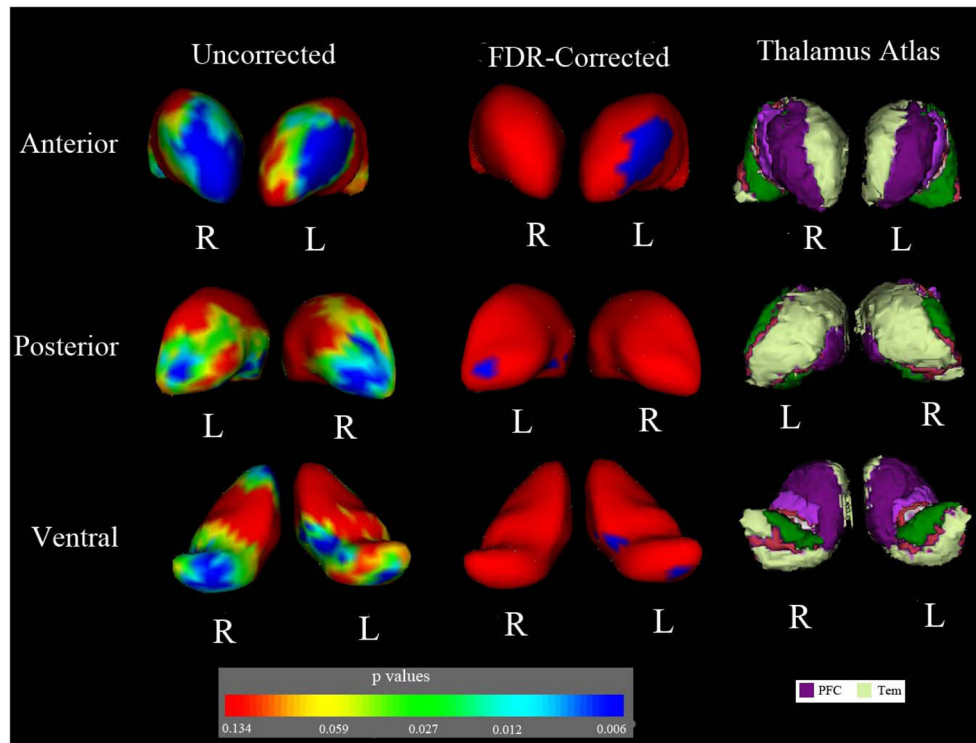 Uncorrected FDR-Corrected Thalamus Atlas
Anterior
R L R L R L
Posterior
L R L R L R
Ventral
R L R L R L
p values
0.134 0.059 0.027 0.012 0.006
PFC Tem